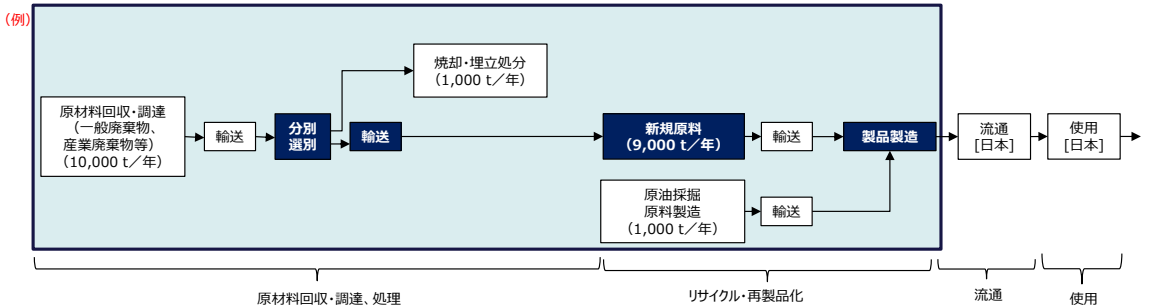 （例）
焼却・埋立処分
（1,000 t／年）
原材料回収・調達
（一般廃棄物、
産業廃棄物等）
（10,000 t／年）
輸送
分別
選別
輸送
新規原料
（9,000 t／年）
輸送
製品製造
流通
[日本]
使用
[日本]
原油採掘
原料製造
（1,000 t／年）
輸送
原材料回収・調達、処理
リサイクル・再製品化
流通
使用